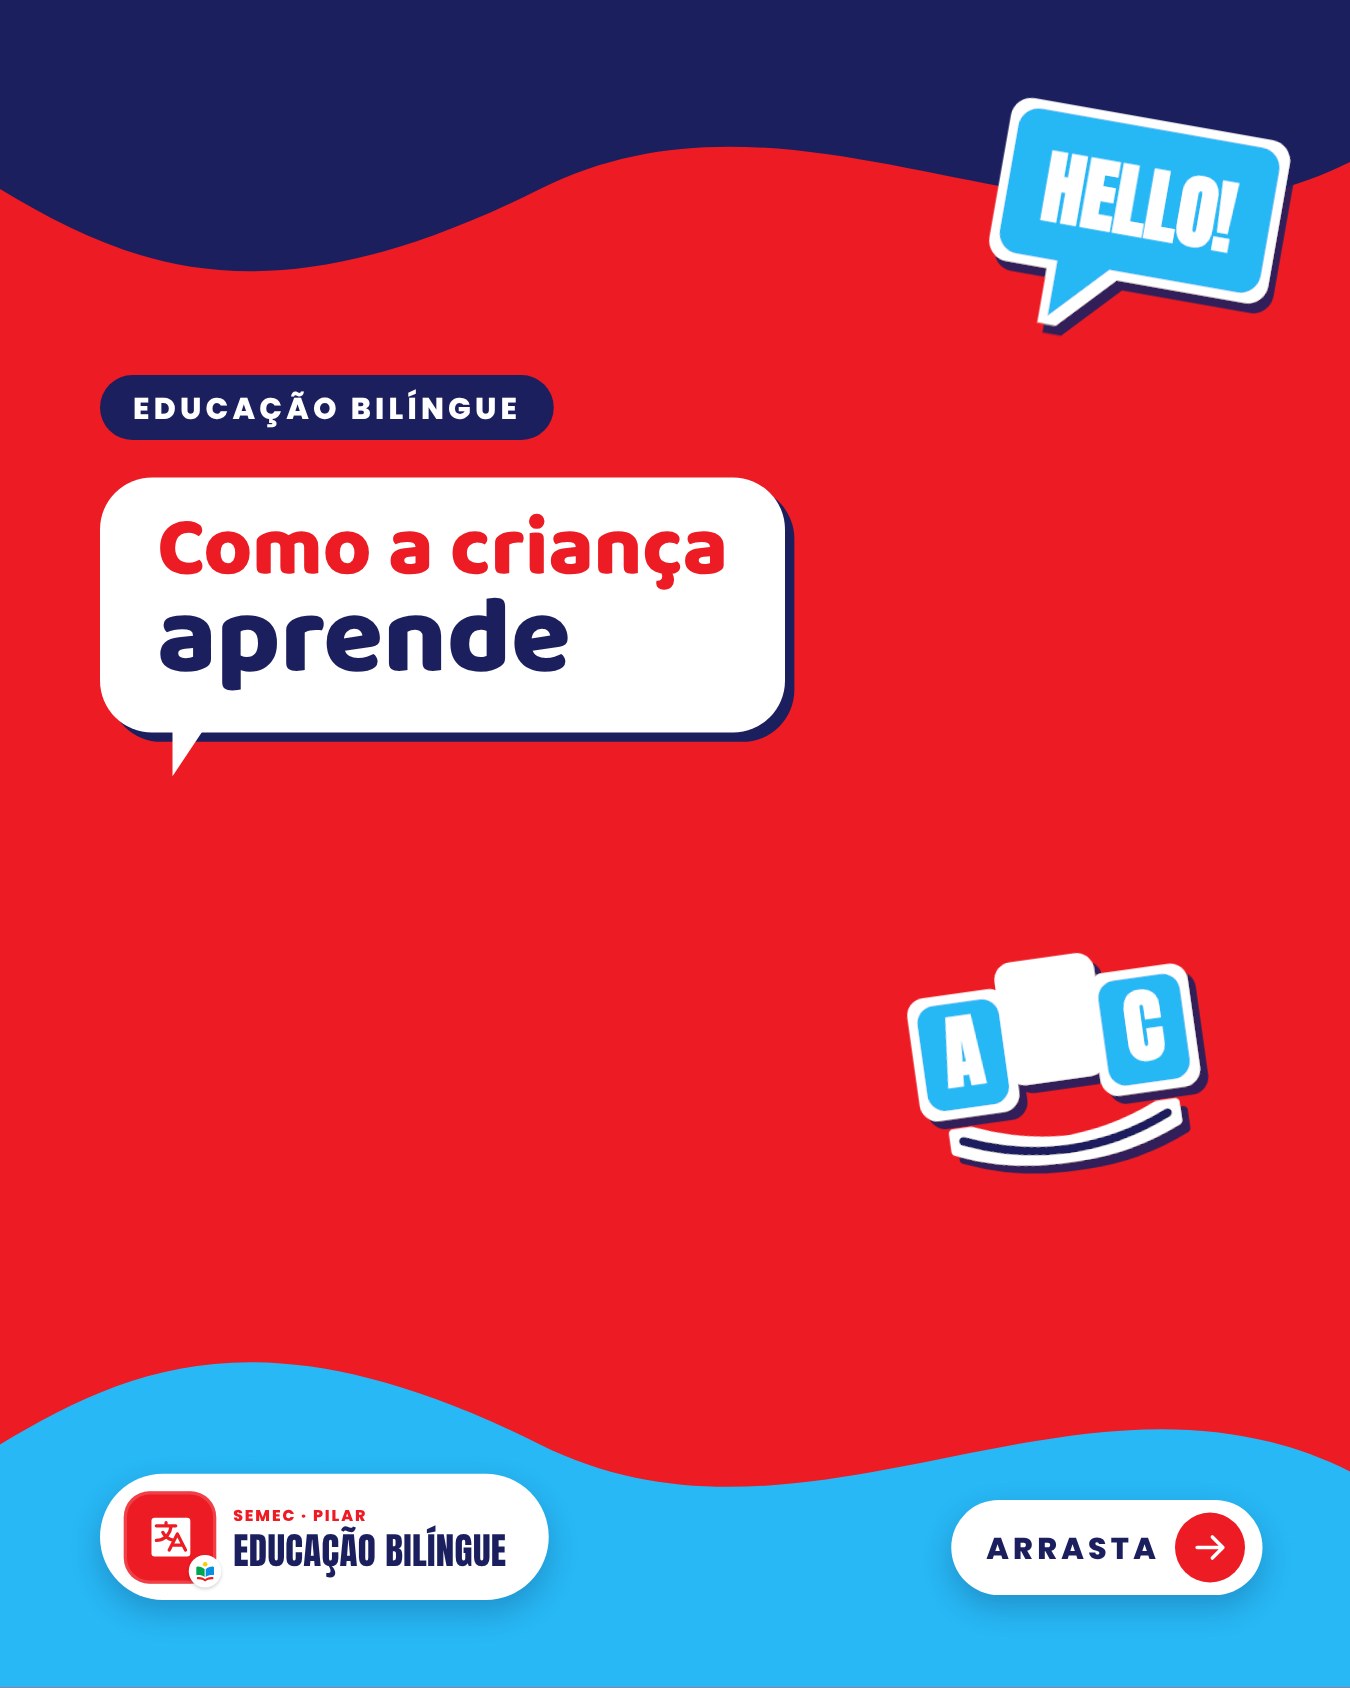 HELLO!
EDUCAÇÃO BILÍNGUE
Como a criança
aprende
A C
SEMEC · PILAR
EDUCAÇÃO BILÍNGUE
ARRASTA